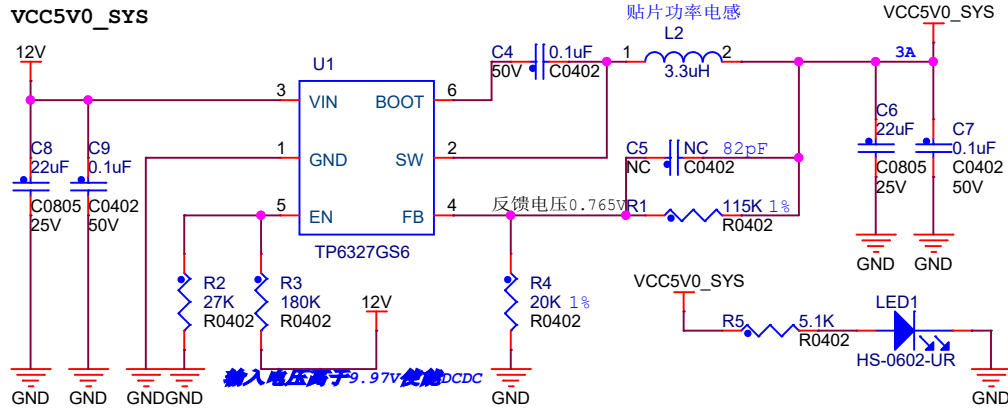 VCC5V0_SYS
12V
U1
3 VIN
BOOT 6
1 GND
SW 2
5 EN
FB 4
TP6327GS6
C8
22uF
C0805
25V
C9
0.1uF
C0402
50V
R2
27K
R0402
R3
180K
R0402
12V
输入电压高于9.97V使能DCDC
C4
50V
0.1uF
C0402
贴片功率电感
L2
1 2
3.3uH
C5
NC
NC 82pF
C0402
反馈电压0.765V
R1
115K 1%
R0402
R4
20K 1%
R0402
VCC5V0_SYS
3A
C6
22uF
C0805
25V
C7
0.1uF
C0402
50V
GND GND
VCC5V0_SYS
R5
5.1K
R0402
LED1
HS-0602-UR
GND GND GND GND GND GND